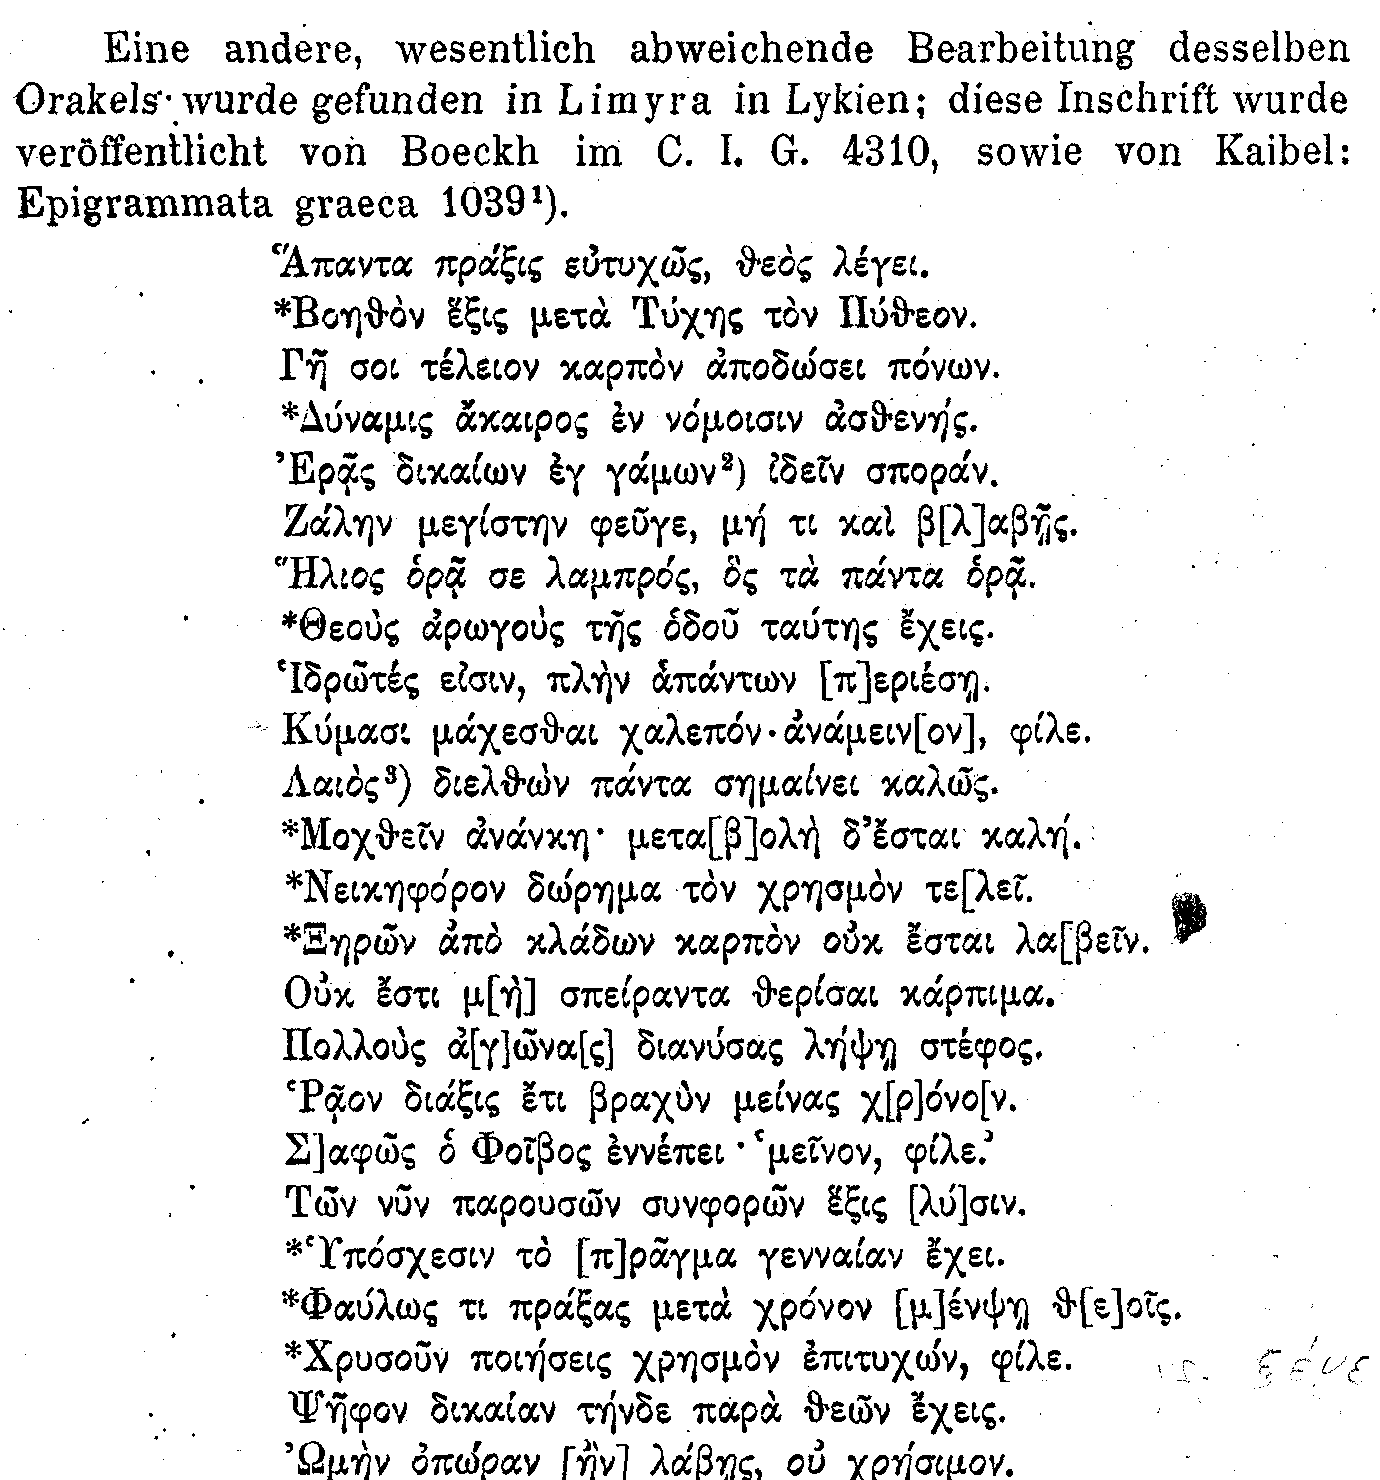 Eine andere, wesentlich abweichende Bearbeitung desselben
Orakels wurde gefunden in Limyra in Lykien; diese Inschrift wurde
veröffentlicht von Boeckh im C. I. G. 4310, sowie von Kaibel:
Epigrammata graeca 1039¹).
Ἅπαντα πράξις εὐτυχῶς, θεὸς λέγει.
*Βοηθὸν ἕξις μετὰ Τύχης τὸν Πύθεον.
Γῆ σοι τέλειον καρπὸν ἀποδώσει πόνων.
*Δύναμις ἄκαιρος ἐν νόμοισιν ἀσθενής.
Ἐρᾷς δικαίων ἐγ γάμων²) ἰδεῖν σποράν.
Ζάλην μεγίστην φεῦγε, μή τι καὶ β[λ]αβῇς.
Ἥλιος ὁρᾷ σε λαμπρός, ὃς τὰ πάντα ὁρᾷ.
*Θεοὺς ἀρωγοὺς τῆς ὁδοῦ ταύτης ἔχεις.
Ἱδρῶτές εἰσιν, πλὴν ἁπάντων [π]εριέσῃ.
Κύμασι μάχεσθαι χαλεπόν· ἀνάμειν[ον], φίλε.
Λαιὸς³) διελθὼν πάντα σημαίνει καλῶς.
*Μοχθεῖν ἀνάνκη· μετα[β]ολὴ δ’ἔσται καλή.
*Νεικηφόρον δώρημα τὸν χρησμὸν τε[λεῖ.
*Ξηρῶν ἀπὸ κλάδων καρπὸν οὐκ ἔσται λα[βεῖν.
Οὐκ ἔστι μ[ὴ] σπείραντα θερίσαι κάρπιμα.
Πολλοὺς ἀ[γ]ῶνα[ς] διανύσας λήψῃ στέφος.
Ῥᾷον διάξις ἔτι βραχὺν μείνας χ[ρ]όνο[ν.
Σ]αφῶς ὁ Φοῖβος ἐννέπει· ‘μεῖνον, φίλε.’
Τῶν νῦν παρουσῶν συνφορῶν ἕξις [λύ]σιν.
*Ὑπόσχεσιν τὸ [π]ρᾶγμα γενναίαν ἔχει.
*Φαύλως τι πράξας μετὰ χρόνον [μ]ένψῃ θ[ε]οῖς.
*Χρυσοῦν ποιήσεις χρησμὸν ἐπιτυχών, φίλε.
Ψῆφον δικαίαν τήνδε παρὰ θεῶν ἔχεις.
Ὠμὴν ὀπώραν [ἢν] λάβης, οὐ χρήσιμον.